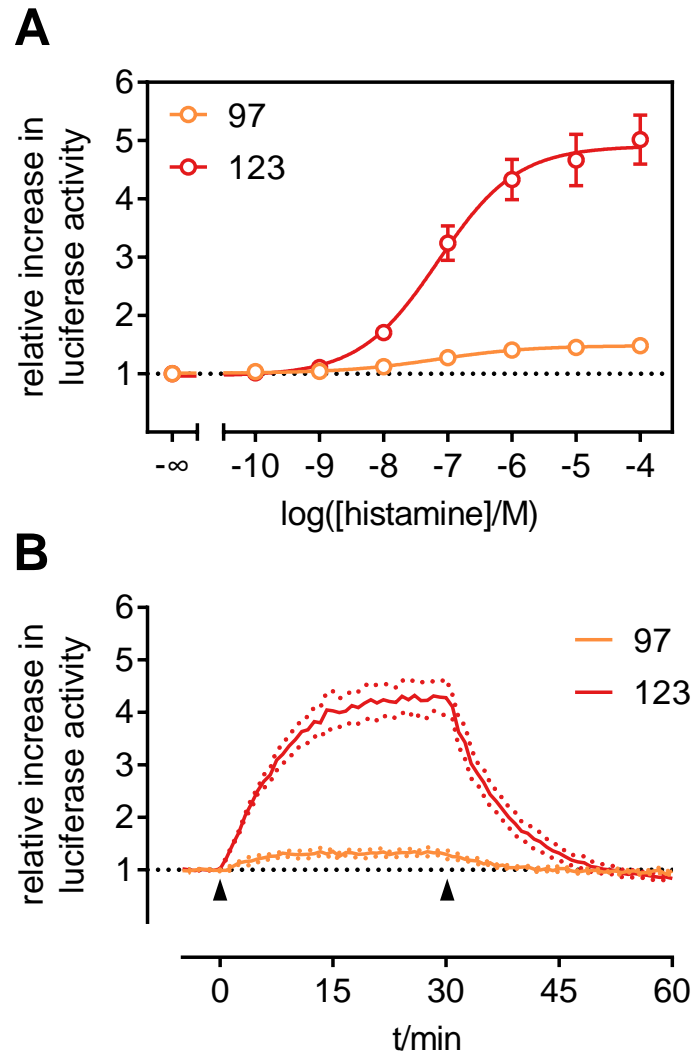 A
relative increase in
luciferase activity
6
5
4
3
2
1
97
123
-∞ -10 -9 -8 -7 -6 -5 -4
log([histamine]/M)
B
relative increase in
luciferase activity
6
5
4
3
2
1
97
123
0 15 30 45 60
t/min